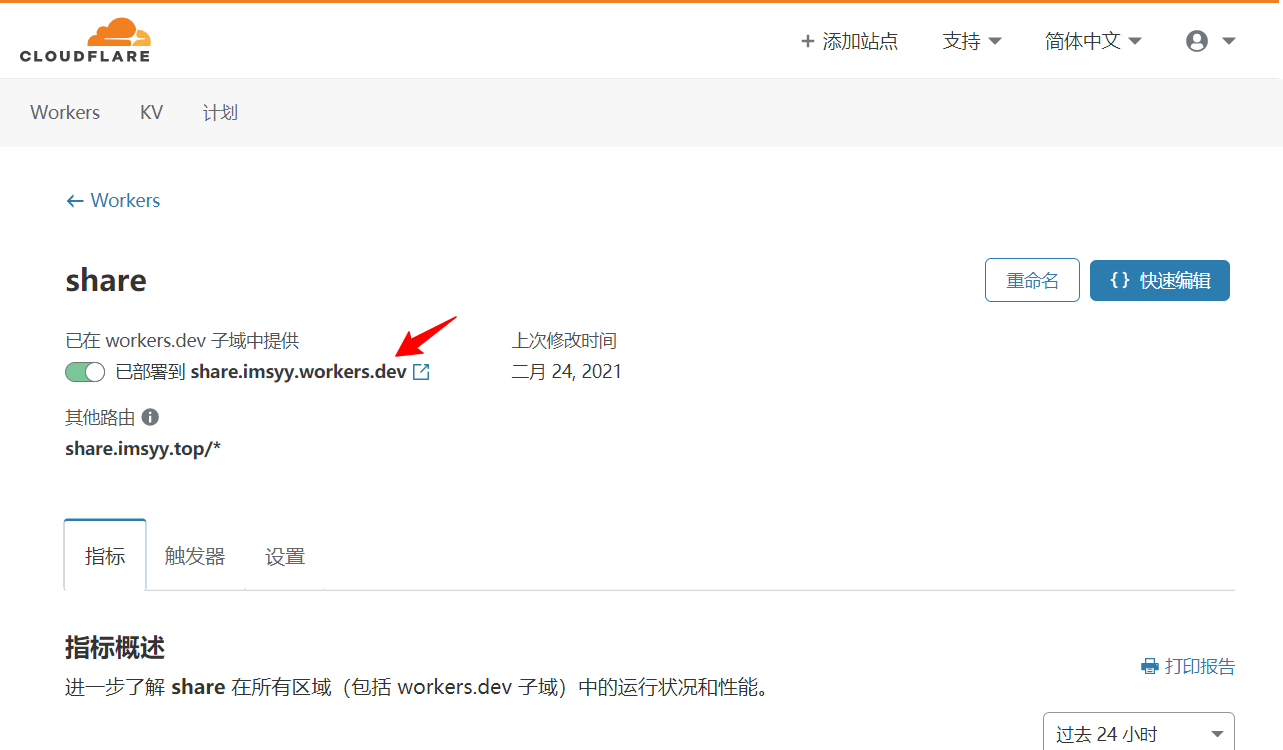 CLOUDFLARE
+ 添加站点 支持 简体中文
Workers KV 计划
← Workers
share
重命名 {} 快速编辑
已在 workers.dev 子域中提供 上次修改时间
已部署到 share.imsyy.workers.dev 二月 24, 2021
其他路由
share.imsyy.top/*
指标 触发器 设置
指标概述
打印报告
进一步了解 share 在所有区域（包括 workers.dev 子域）中的运行状况和性能。
过去 24 小时